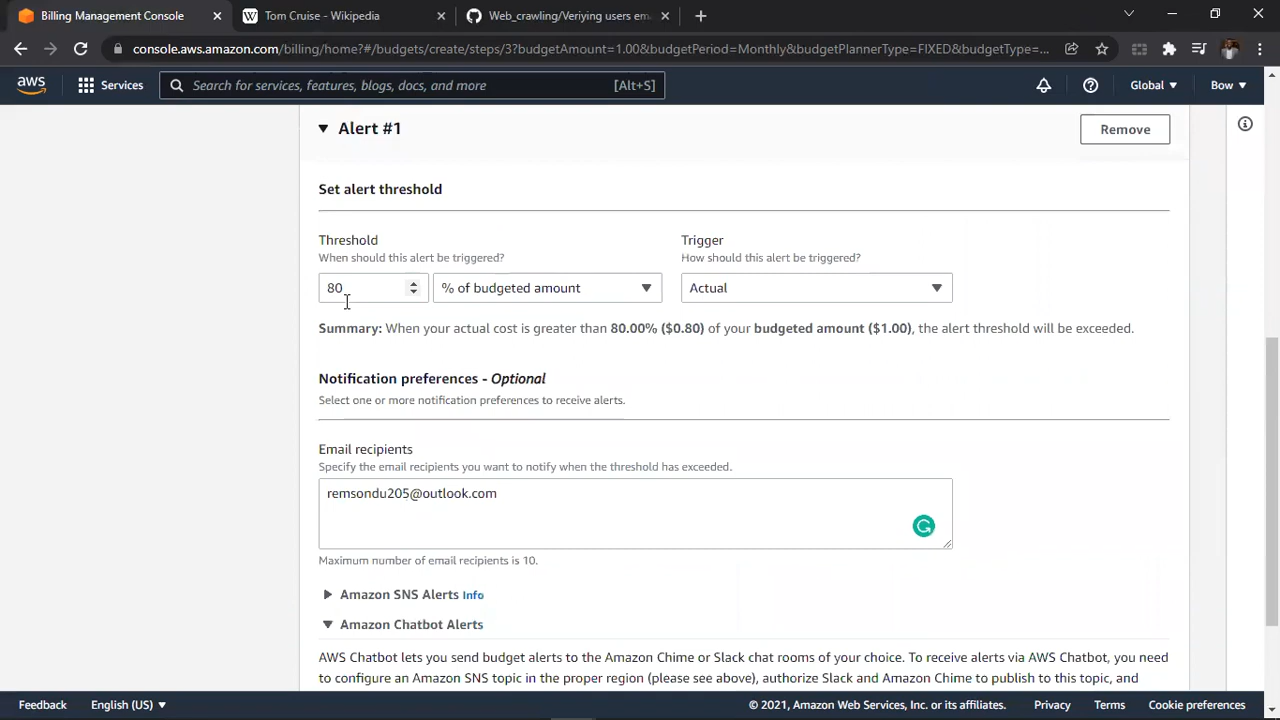 Billing Management Console
Tom Cruise - Wikipedia
Web_crawling/Veriying users ema
console.aws.amazon.com/billing/home?#/budgets/create/steps/3?budgetAmount=1.00&budgetPeriod=Monthly&budgetPlannerType=FIXED&budgetType=...
aws
Services
Search for services, features, blogs, docs, and more
[Alt+S]
Global
Bow
Alert #1
Remove
Set alert threshold
Threshold
Trigger
When should this alert be triggered?
How should this alert be triggered?
80
% of budgeted amount
Actual
Summary: When your actual cost is greater than 80.00% ($0.80) of your budgeted amount ($1.00), the alert threshold will be exceeded.
Notification preferences - Optional
Select one or more notification preferences to receive alerts.
Email recipients
Specify the email recipients you want to notify when the threshold has exceeded.
remsondu205@outlook.com
Maximum number of email recipients is 10.
Amazon SNS Alerts Info
Amazon Chatbot Alerts
AWS Chatbot lets you send budget alerts to the Amazon Chime or Slack chat rooms of your choice. To receive alerts via AWS Chatbot, you need
to configure an Amazon SNS topic in the proper region (please see above), authorize Slack and Amazon Chime to publish to this topic, and
Feedback
English (US)
© 2021, Amazon Web Services, Inc. or its affiliates.
Privacy
Terms
Cookie preferences